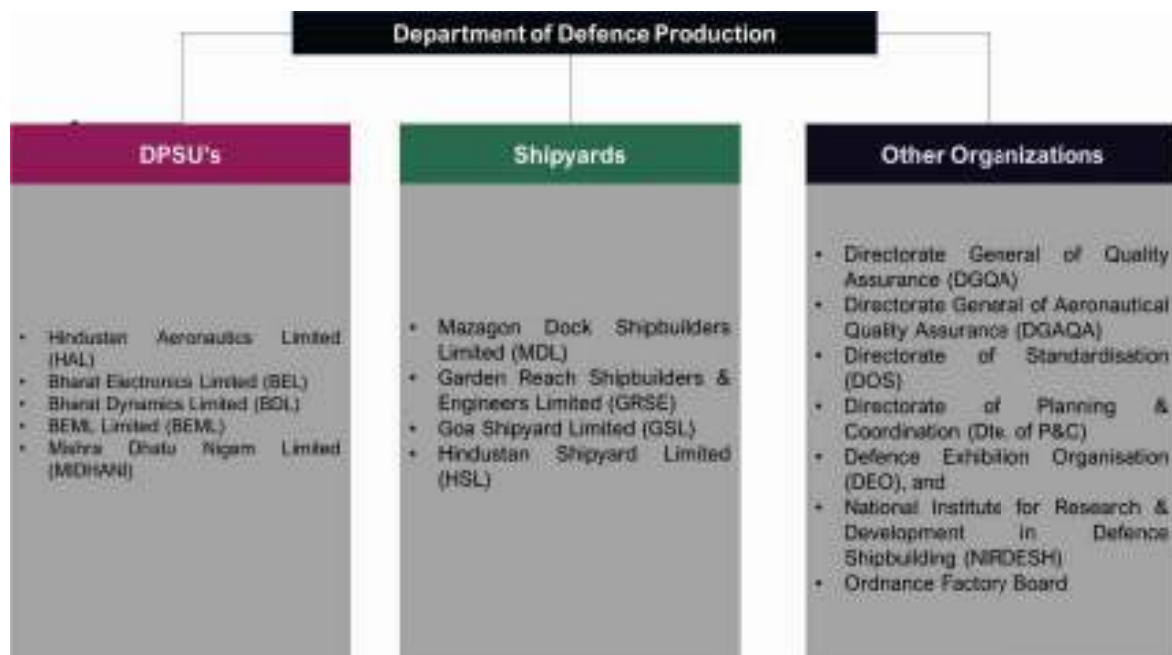 Department of Defence Production
DPSU's
Hindustan Aeronautics Limited
(HAL)
Bharat Electronics Limited (BEL)
Bharat Dynamics Limited (BDL)
BEML Limited (BEML)
Mishra Dhatu Nigam Limited
(MIDHANI)
Shipyards
Mazagon Dock Shipbuilders
Limited (MDL)
Garden Reach Shipbuilders &
Engineers Limited (GRSE)
Goa Shipyard Limited (GSL)
Hindustan Shipyard Limited
(HSL)
Other Organizations
Directorate General of Quality
Assurance (DGQA)
Directorate General of Aeronautical
Quality Assurance (DGAQA)
Directorate of Standardisation
(DOS)
Directorate of Planning &
Coordination (Dte. of P&C)
Defence Exhibition Organisation
(DEO), and
National Institute for Research &
Development in Defence
Shipbuilding (NIRDESH)
Ordnance Factory Board